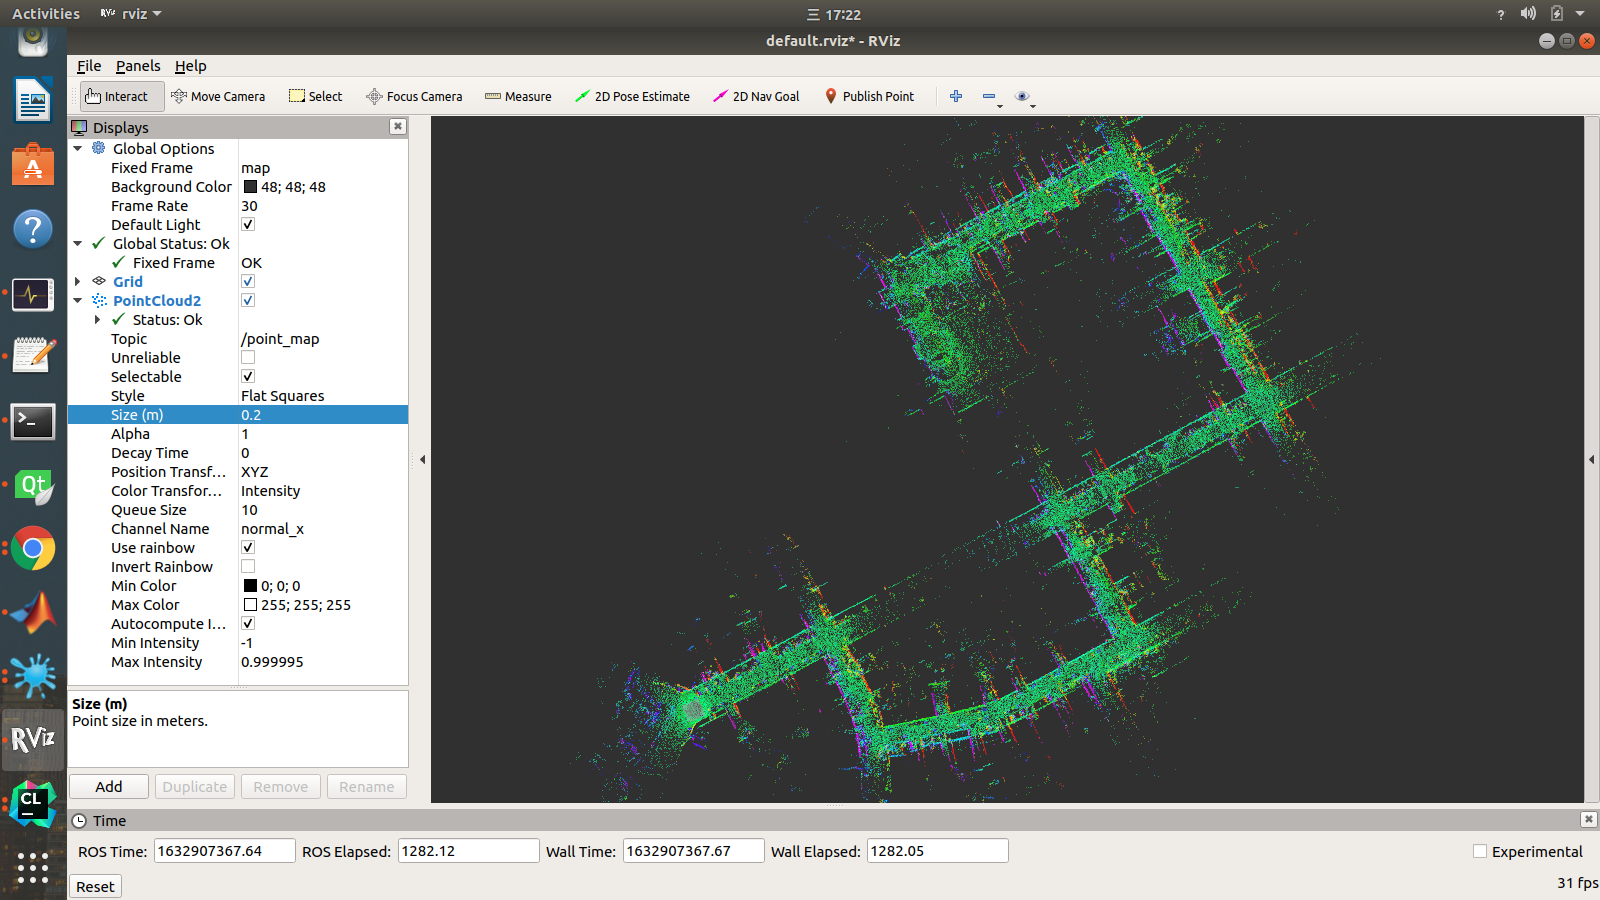 Activities
RViz rviz
三 17:22
?
default.rviz* - RViz
File Panels Help
Interact Move Camera Select Focus Camera Measure 2D Pose Estimate 2D Nav Goal Publish Point
Displays
Global Options
Fixed Frame map
Background Color 48; 48; 48
Frame Rate 30
Default Light
Global Status: Ok
Fixed Frame OK
Grid
PointCloud2
Status: Ok
Topic /point_map
Unreliable
Selectable
Style Flat Squares
Size (m) 0.2
Alpha 1
Decay Time 0
Position Transf... XYZ
Color Transfor... Intensity
Queue Size 10
Channel Name normal_x
Use rainbow
Invert Rainbow
Min Color 0; 0; 0
Max Color 255; 255; 255
Autocompute I...
Min Intensity -1
Max Intensity 0.999995
Size (m)
Point size in meters.
Add Duplicate Remove Rename
Time
ROS Time: 1632907367.64 ROS Elapsed: 1282.12 Wall Time: 1632907367.67 Wall Elapsed: 1282.05 Experimental
Reset 31 fps
A
?
>_
Qt
RViz
CL